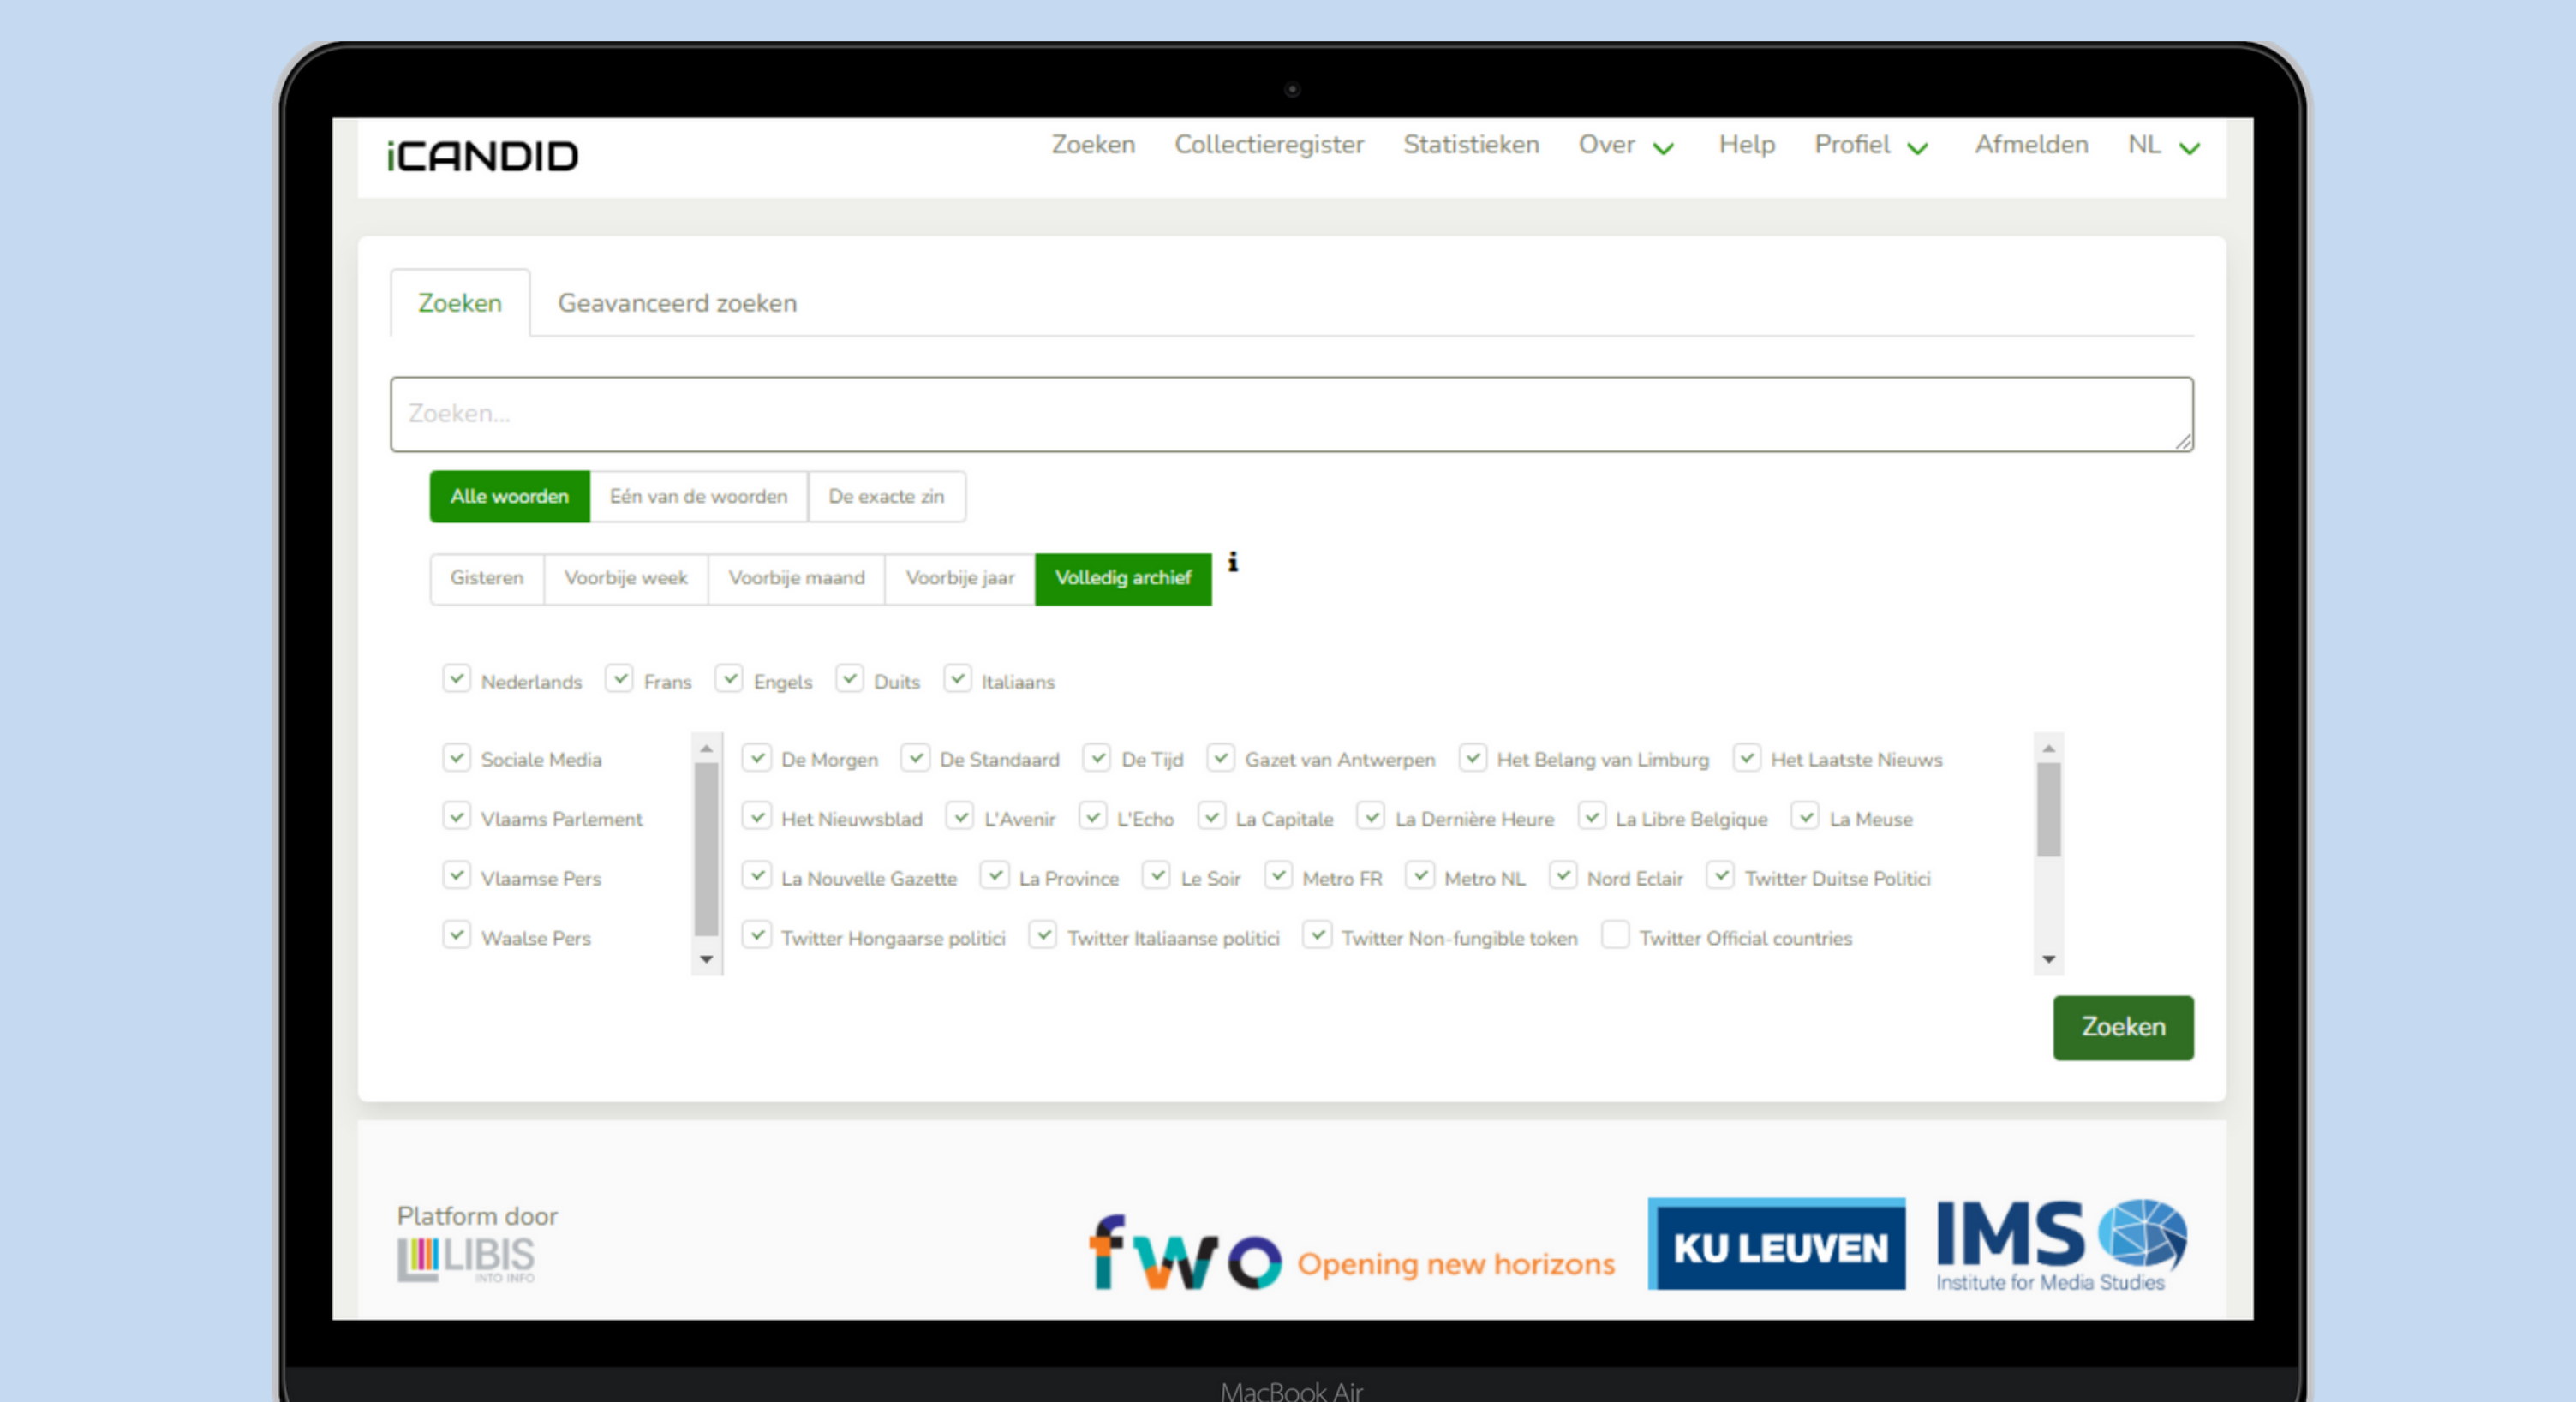 iCANDID
Zoeken Collectieregister Statistieken Over Help Profiel Afmelden NL
Zoeken Geavanceerd zoeken
Zoeken...
Alle woorden Eén van de woorden De exacte zin
Gisteren Voorbije week Voorbije maand Voorbije jaar Volledig archief i
Nederlands Frans Engels Duits Italiaans
Sociale Media
Vlaams Parlement
Vlaamse Pers
Waalse Pers
De Morgen De Standaard De Tijd Gazet van Antwerpen Het Belang van Limburg Het Laatste Nieuws
Het Nieuwsblad L'Avenir L'Echo La Capitale La Dernière Heure La Libre Belgique La Meuse
La Nouvelle Gazette La Province Le Soir Metro FR Metro NL Nord Eclair Twitter Duitse Politici
Twitter Hongaarse politici Twitter Italiaanse politici Twitter Non-fungible token Twitter Official countries
Zoeken
Platform door
LIBIS
INTO INFO
fwo Opening new horizons
KU LEUVEN
IMS
Institute for Media Studies
MacBook Air